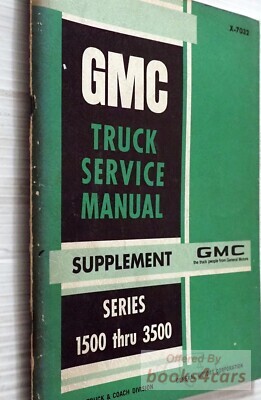 X-7032
GMC
TRUCK
SERVICE
MANUAL
SUPPLEMENT
GMC
the truck people from General Motors
SERIES
1500 thru 3500
Offered By
books4cars
TRUCK & COACH DIVISION